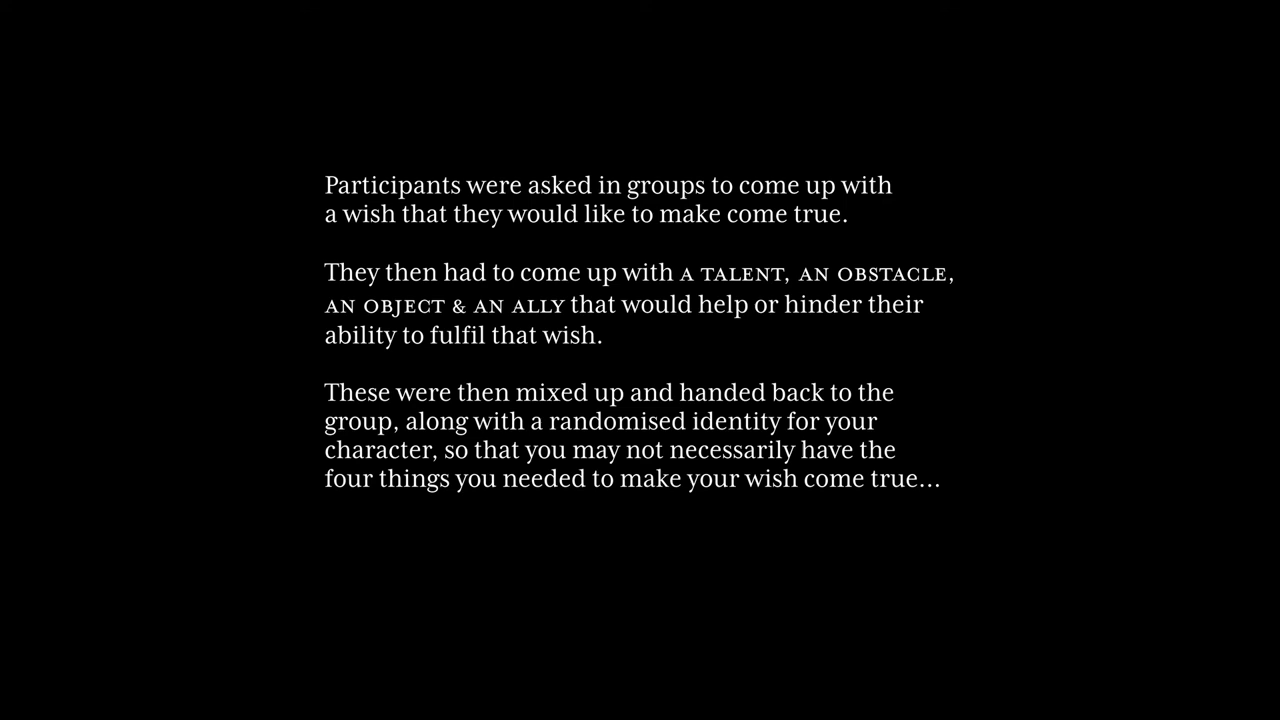 Participants were asked in groups to come up with
a wish that they would like to make come true.
They then had to come up with A TALENT, AN OBSTACLE,
AN OBJECT & AN ALLY that would help or hinder their
ability to fulfil that wish.
These were then mixed up and handed back to the
group, along with a randomised identity for your
character, so that you may not necessarily have the
four things you needed to make your wish come true...